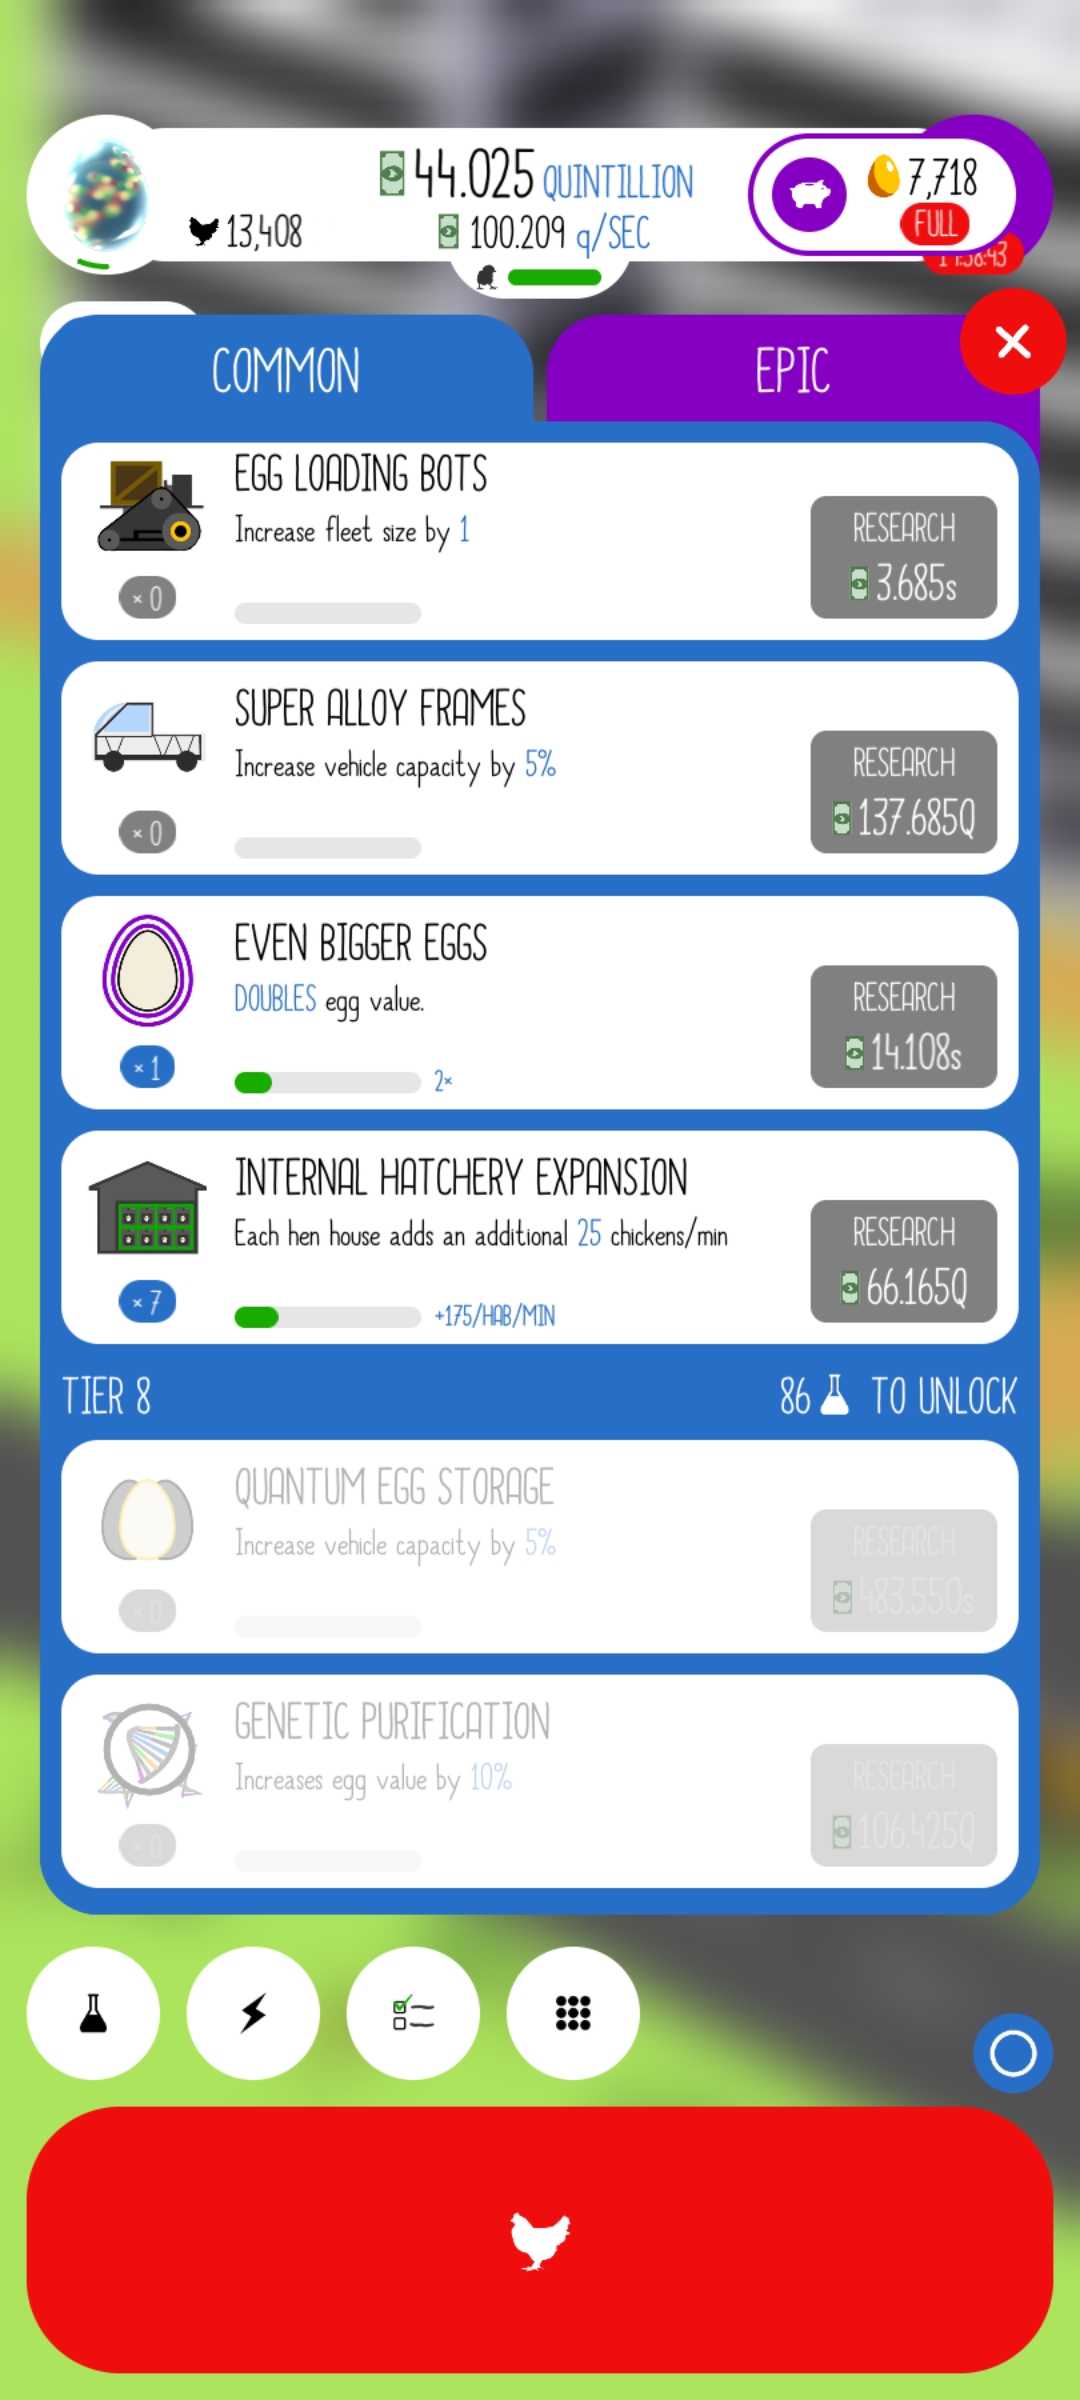 44.025 QUINTILLION
13,408
100.209 q/SEC
7,718
FULL
COMMON
EPIC
EGG LOADING BOTS
Increase fleet size by 1
× 0
RESEARCH
3.685s
SUPER ALLOY FRAMES
Increase vehicle capacity by 5%
× 0
RESEARCH
137.685Q
EVEN BIGGER EGGS
DOUBLES egg value.
× 1
2×
RESEARCH
14.108s
INTERNAL HATCHERY EXPANSION
Each hen house adds an additional 25 chickens/min
× 7
+175/HAB/MIN
RESEARCH
66.165Q
TIER 8
86 TO UNLOCK
QUANTUM EGG STORAGE
Increase vehicle capacity by 5%
× 0
RESEARCH
483.550s
GENETIC PURIFICATION
Increases egg value by 10%
× 0
RESEARCH
106.425Q